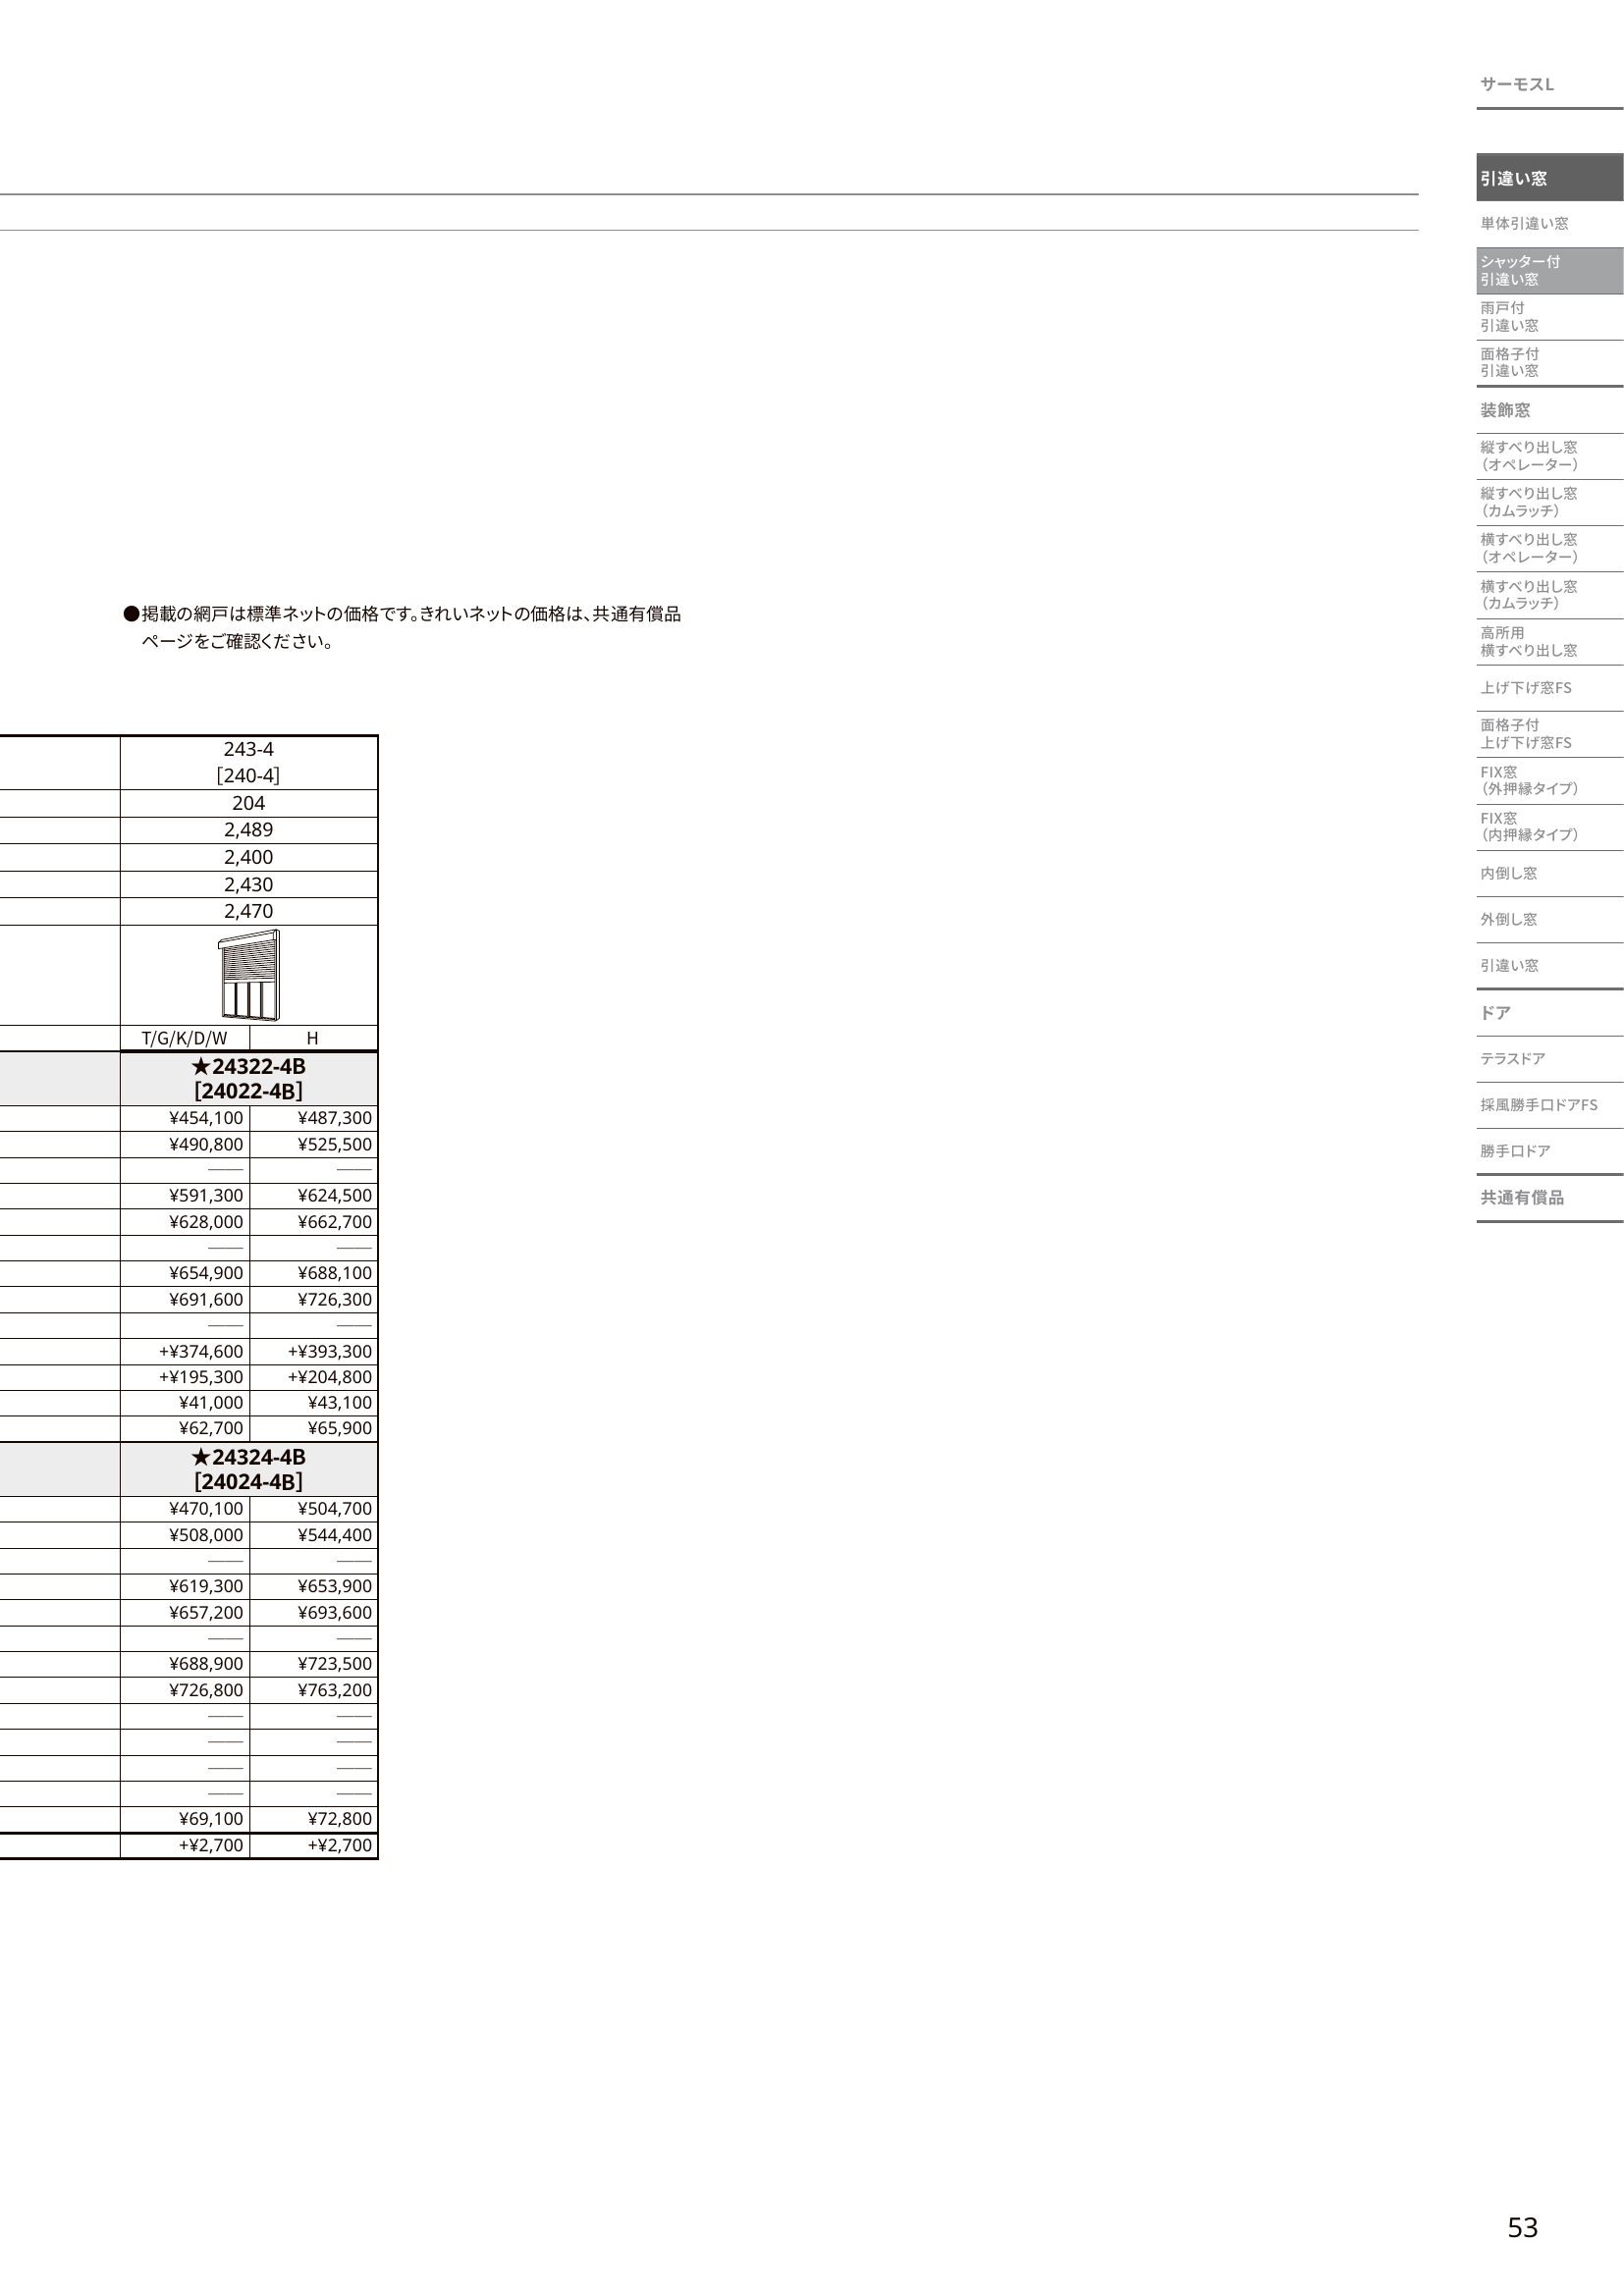 サーモスL
引違い窓
単体引違い窓
シャッター付
引違い窓
雨戸付
引違い窓
面格子付
引違い窓
装飾窓
縦すべり出し窓
（オペレーター）
縦すべり出し窓
（カムラッチ）
横すべり出し窓
（オペレーター）
横すべり出し窓
（カムラッチ）
高所用
横すべり出し窓
上げ下げ窓FS
面格子付
上げ下げ窓FS
FIX窓
（外押縁タイプ）
FIX窓
（内押縁タイプ）
内倒し窓
外倒し窓
引違い窓
ドア
テラスドア
採風勝手口ドアFS
勝手口ドア
共通有償品
●掲載の網戸は標準ネットの価格です。きれいネットの価格は、共通有償品
ページをご確認ください。
243-4
［240-4］
204
2,489
2,400
2,430
2,470
T/G/K/D/W H
★24322-4B
［24022-4B］
¥454,100 ¥487,300
¥490,800 ¥525,500
—— ——
¥591,300 ¥624,500
¥628,000 ¥662,700
—— ——
¥654,900 ¥688,100
¥691,600 ¥726,300
—— ——
+¥374,600 +¥393,300
+¥195,300 +¥204,800
¥41,000 ¥43,100
¥62,700 ¥65,900
★24324-4B
［24024-4B］
¥470,100 ¥504,700
¥508,000 ¥544,400
—— ——
¥619,300 ¥653,900
¥657,200 ¥693,600
—— ——
¥688,900 ¥723,500
¥726,800 ¥763,200
—— ——
—— ——
—— ——
—— ——
¥69,100 ¥72,800
+¥2,700 +¥2,700
53